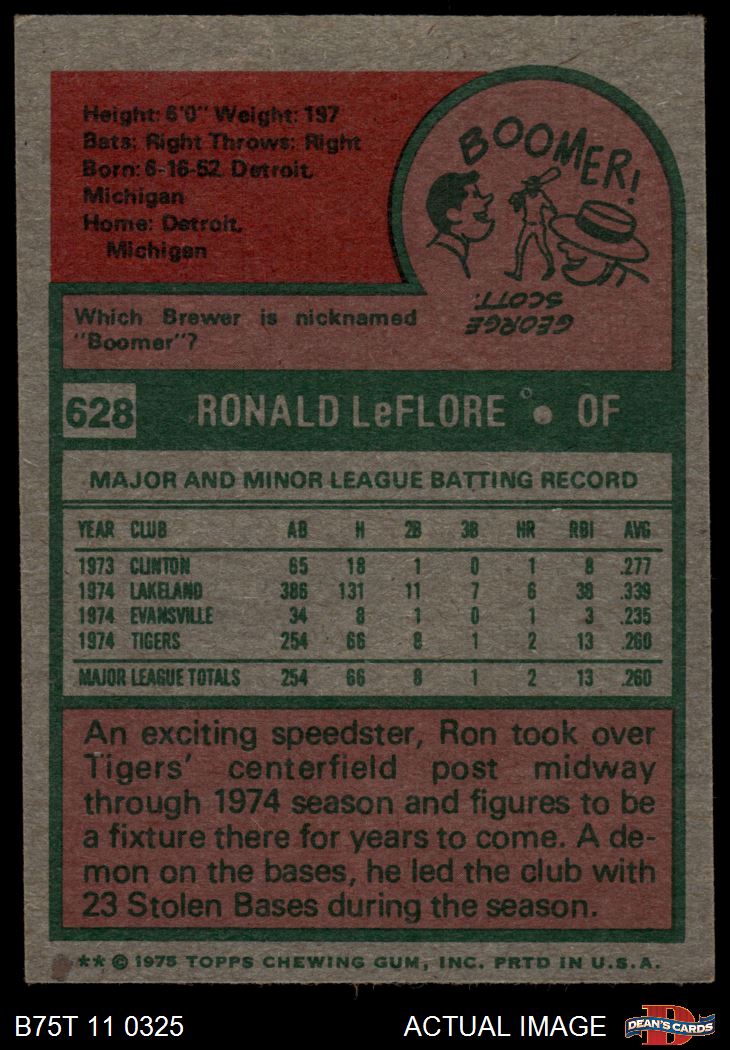 Height: 6'0" Weight: 197
Bats: Right Throws: Right
Born: 6-16-52, Detroit,
Michigan
Home: Detroit,
Michigan
BOOMER!
GEORGE
SCOTT.
Which Brewer is nicknamed
"Boomer"?
628 RONALD LeFLORE • OF
MAJOR AND MINOR LEAGUE BATTING RECORD
YEAR CLUB AB H 2B 3B HR RBI AVG
1973 CLINTON 65 18 1 0 1 8 .277
1974 LAKELAND 386 131 11 7 6 38 .339
1974 EVANSVILLE 34 8 1 0 1 3 .235
1974 TIGERS 254 66 8 1 2 13 .260
MAJOR LEAGUE TOTALS 254 66 8 1 2 13 .260
An exciting speedster, Ron took over
Tigers' centerfield post midway
through 1974 season and figures to be
a fixture there for years to come. A de-
mon on the bases, he led the club with
23 Stolen Bases during the season.
** © 1975 TOPPS CHEWING GUM, INC. PRTD IN U.S.A.
B75T 11 0325 ACTUAL IMAGE D DEAN'S CARDS